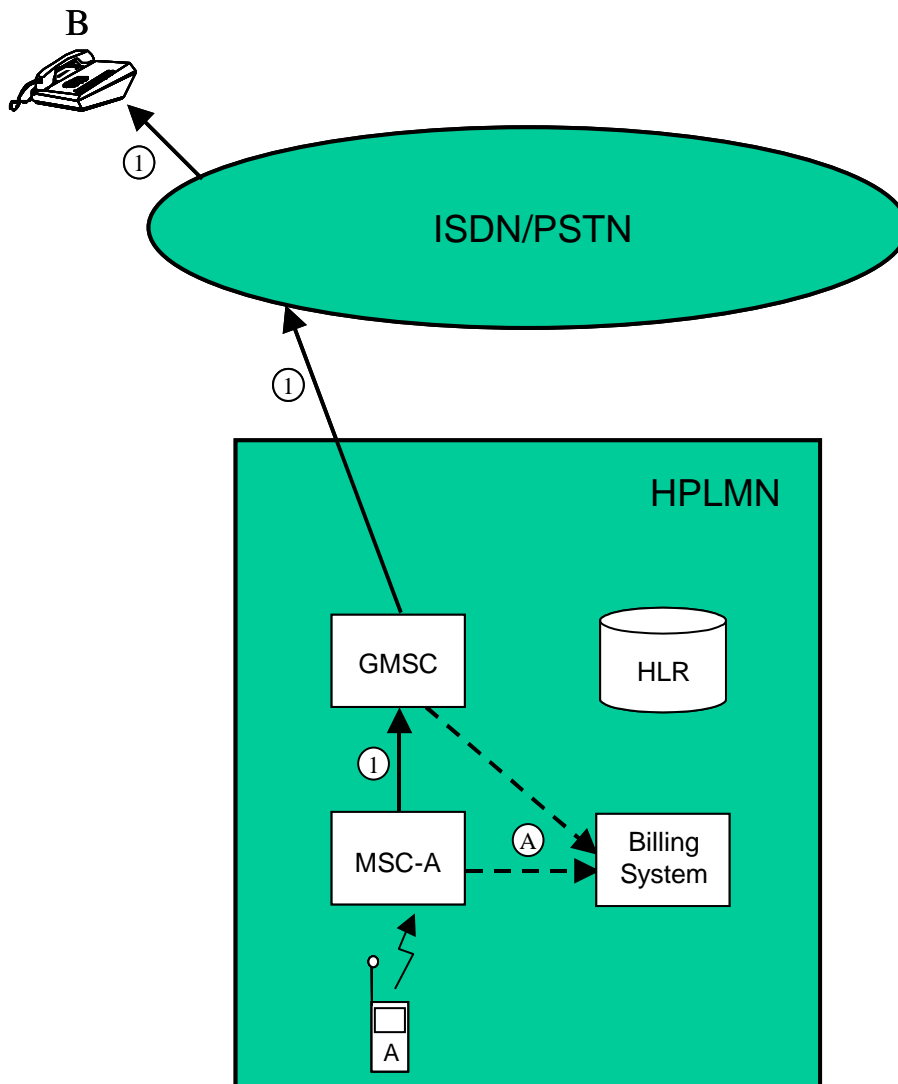 B
1
ISDN/PSTN
1
HPLMN
GMSC
HLR
1
A
MSC-A
Billing
System
A